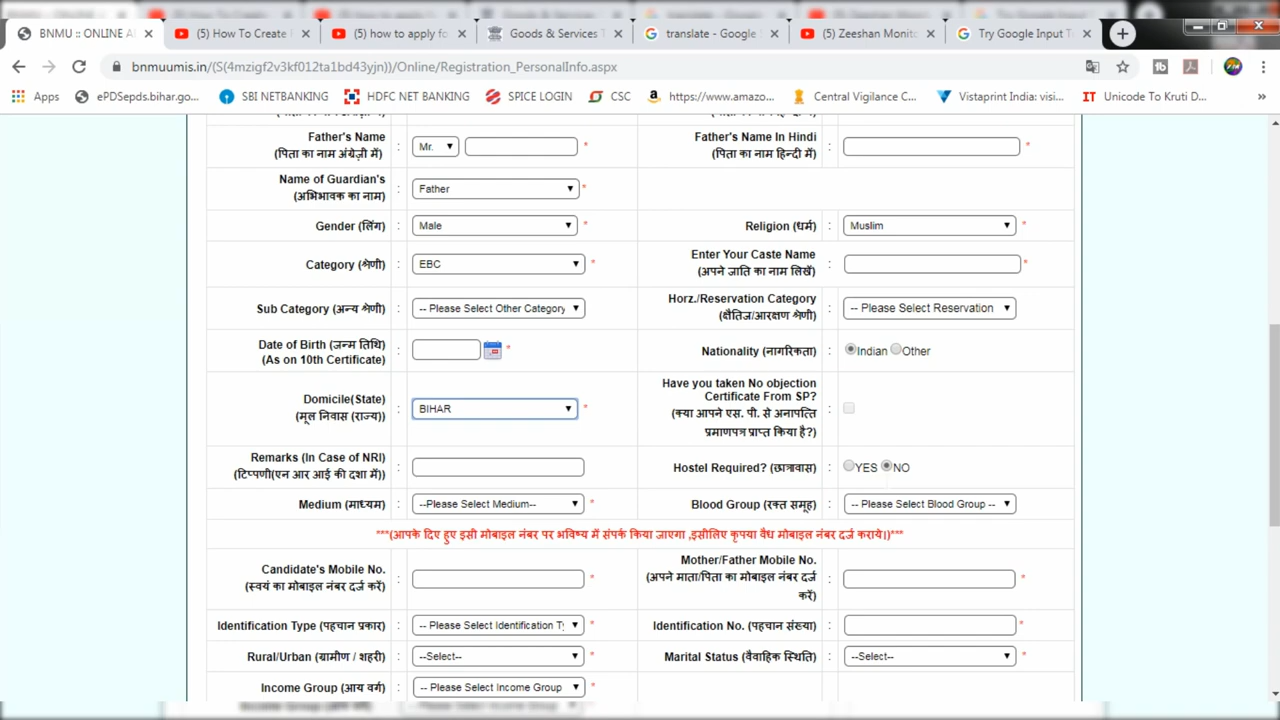 BNMU :: ONLINE A
(5) How To Create
(5) how to apply fo
Services T
translate - Google
(5) Zeeshan Monito
Try Google Input T
bnmuumis.in/(S(4mzigf2v3kf012ta1bd43yjn))/Online/Registration_PersonalInfo.aspx
Apps
ePDSepds.bihar.go...
SBI NETBANKING
HDFC NET BANKING
SPICE LOGIN
CSC
https://www.amazo...
Central Vigilance C...
Vistaprint India: visi...
Unicode To Kruti D...
»
Father's Name : Mr. * Father's Name In Hindi : *
(पिता का नाम अंग्रेज़ी में) (पिता का नाम हिन्दी में)
Name of Guardian's : Father *
(अभिभावक का नाम)
Gender (लिंग) : Male * Religion (धर्म) : Muslim *
Category (श्रेणी) : EBC * Enter Your Caste Name : *
(अपने जाति का नाम लिखें)
Sub Category (अन्य श्रेणी) : -- Please Select Other Category Horz./Reservation Category : -- Please Select Reservation
(क्षैतिज/आरक्षण श्रेणी)
Date of Birth (जन्म तिथि) : * Nationality (नागरिकता) : Indian Other
(As on 10th Certificate)
Domicile(State) : BIHAR * Have you taken No objection
(मूल निवास (राज्य)) Certificate From SP? :
(क्या आपने एस. पी. से अनापत्ति
प्रमाणपत्र प्राप्त किया है?)
Remarks (In Case of NRI) : Hostel Required? (छात्रावास) : YES NO
(टिप्पणी(एन आर आई की दशा में))
Medium (माध्यम) : --Please Select Medium-- * Blood Group (रक्त समूह) : -- Please Select Blood Group --
***(आपके दिए हुए इसी मोबाइल नंबर पर भविष्य में संपर्क किया जाएगा ,इसीलिए कृपया वैध मोबाइल नंबर दर्ज कराये।)***
Candidate's Mobile No. : * Mother/Father Mobile No. : *
(स्वयं का मोबाइल नंबर दर्ज करें) (अपने माता/पिता का मोबाइल नंबर दर्ज
करें)
Identification Type (पहचान प्रकार) : -- Please Select Identification Ty * Identification No. (पहचान संख्या) : *
Rural/Urban (ग्रामीण / शहरी) : --Select-- * Marital Status (वैवाहिक स्थिति) : --Select-- *
Income Group (आय वर्ग) : -- Please Select Income Group *